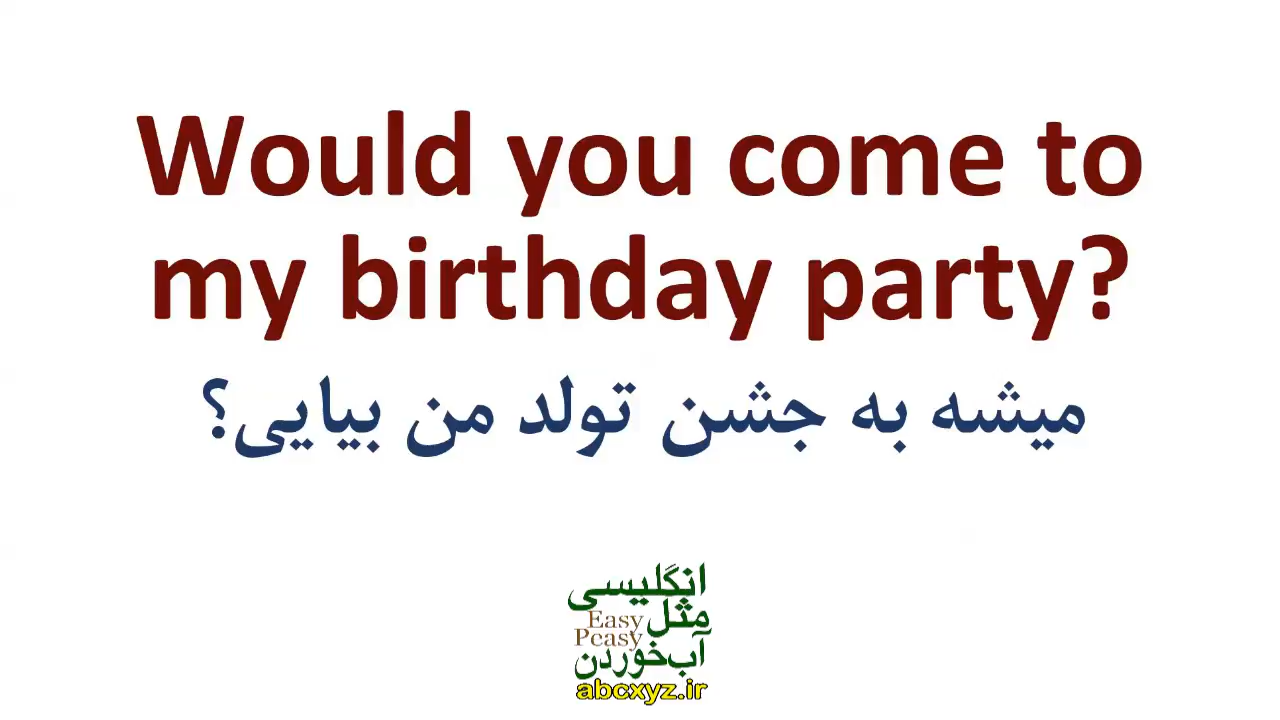 Would you come to
my birthday party?
میشه به جشن تولد من بیایی؟
انگلیسی
مثل
Easy
Peasy
آب‌خوردن
abcxyz.ir